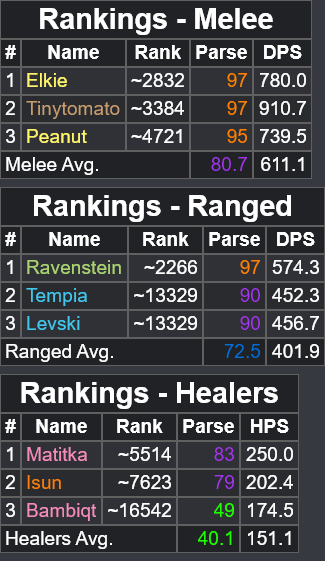 Rankings - Melee
# Name Rank Parse DPS
1 Elkie ~2832 97 780.0
2 Tinytomato ~3384 97 910.7
3 Peanut ~4721 95 739.5
Melee Avg. 80.7 611.1
Rankings - Ranged
# Name Rank Parse DPS
1 Ravenstein ~2266 97 574.3
2 Tempia ~13329 90 452.3
3 Levski ~13329 90 456.7
Ranged Avg. 72.5 401.9
Rankings - Healers
# Name Rank Parse HPS
1 Matitka ~5514 83 250.0
2 Isun ~7623 79 202.4
3 Bambiqt ~16542 49 174.5
Healers Avg. 40.1 151.1